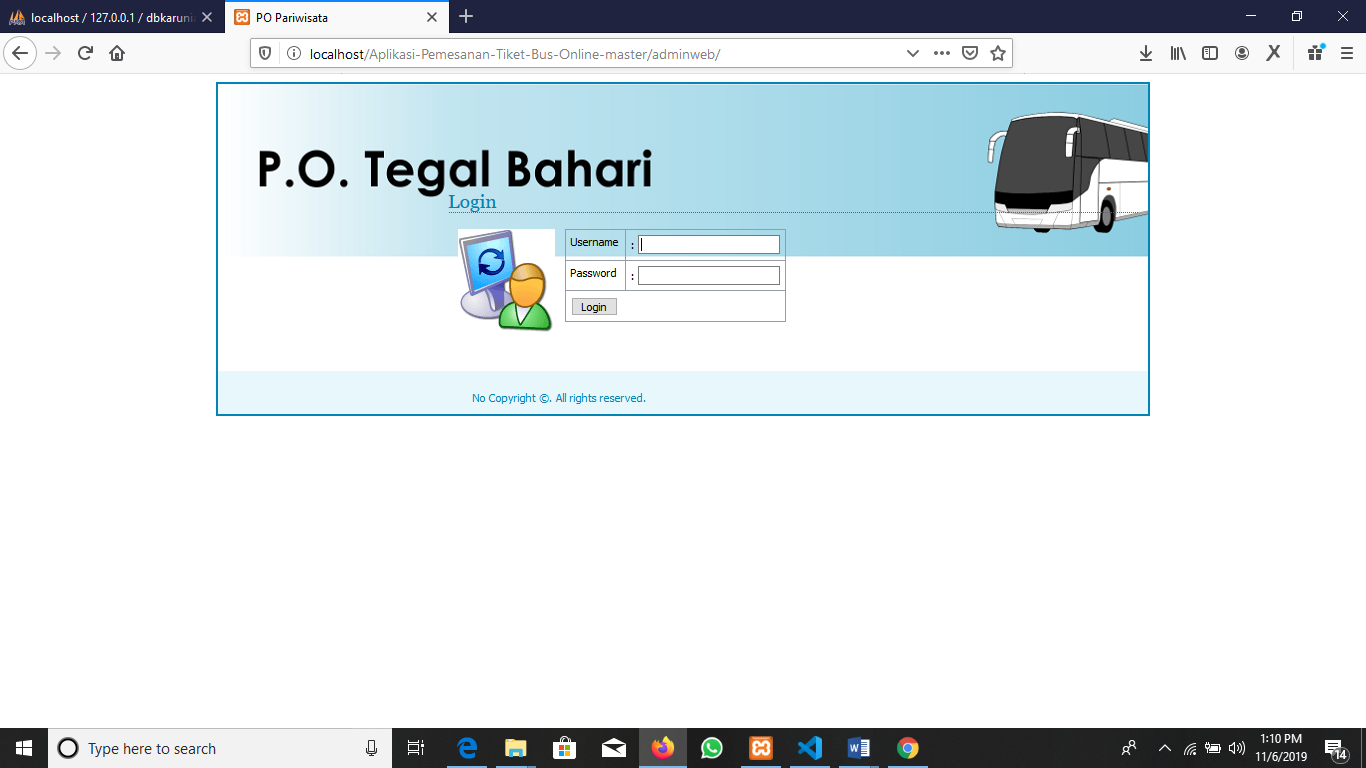 localhost / 127.0.0.1 / dbkaruni
PO Pariwisata
localhost/Aplikasi-Pemesanan-Tiket-Bus-Online-master/adminweb/
P.O. Tegal Bahari
Login
Username :
Password :
Login
No Copyright ©. All rights reserved.
Type here to search
1:10 PM
11/6/2019
14